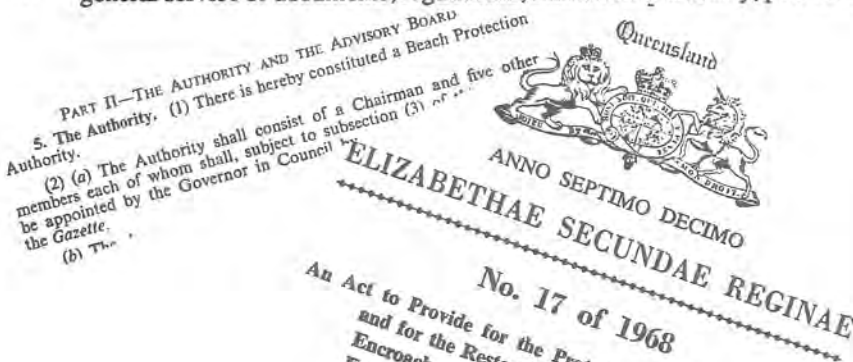 PART II—THE AUTHORITY AND THE ADVISORY BOARD
5. The Authority. (1) There is hereby constituted a Beach Protection
Authority.
(2) (a) The Authority shall consist of a Chairman and five other
members each of whom shall, subject to subsection (3) of
be appointed by the Governor in Council
the Gazette.
(b) The
Queensland
ANNO SEPTIMO DECIMO
ELIZABETHAE SECUNDAE REGINAE
No. 17 of 1968
An Act to Provide for the
and for the